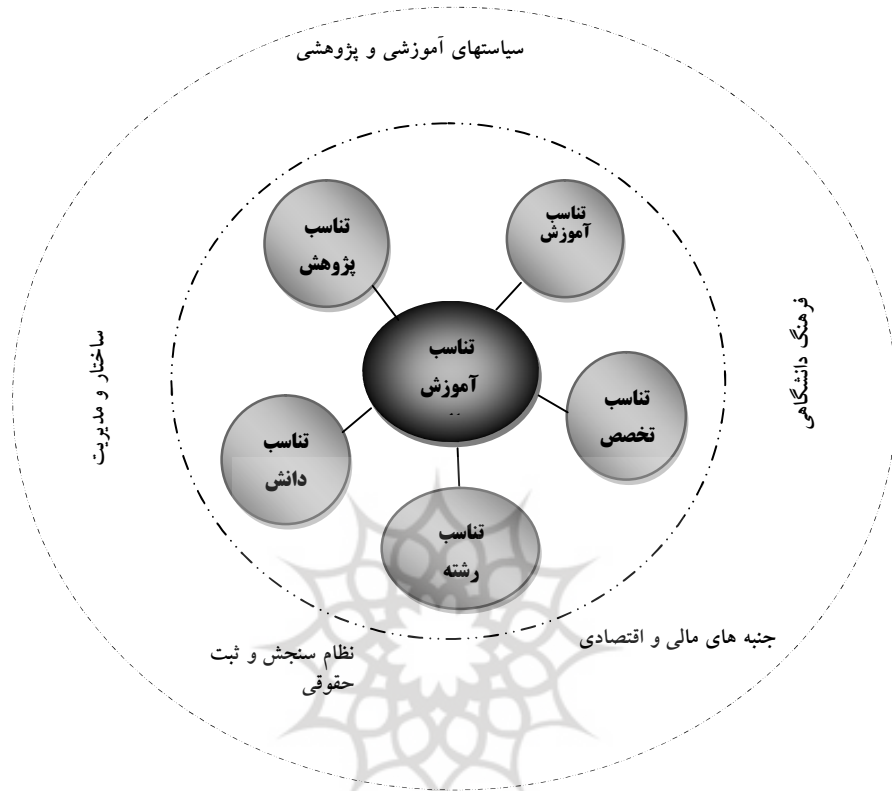 سیاستهای آموزشی و پژوهشی
تناسب
پژوهش
تناسب
آموزش
فرهنگ دانشگاهی
ساختار و مدیریت
تناسب
آموزش
تناسب
تخصص
تناسب
دانش
تناسب
رشته
جنبه های مالی و اقتصادی
نظام سنجش و ثبت
حقوقی